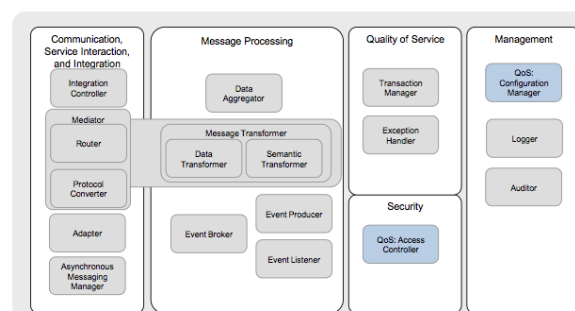 Communication,
Service Interaction,
and Integration
Integration
Controller
Mediator
Router
Protocol
Converter
Adapter
Asynchronous
Messaging
Manager
Message Processing
Data
Aggregator
Message Transformer
Data
Transformer
Semantic
Transformer
Event Producer
Event Broker
Event Listener
Quality of Service
Transaction
Manager
Exception
Handler
Security
QoS: Access
Controller
Management
QoS:
Configuration
Manager
Logger
Auditor